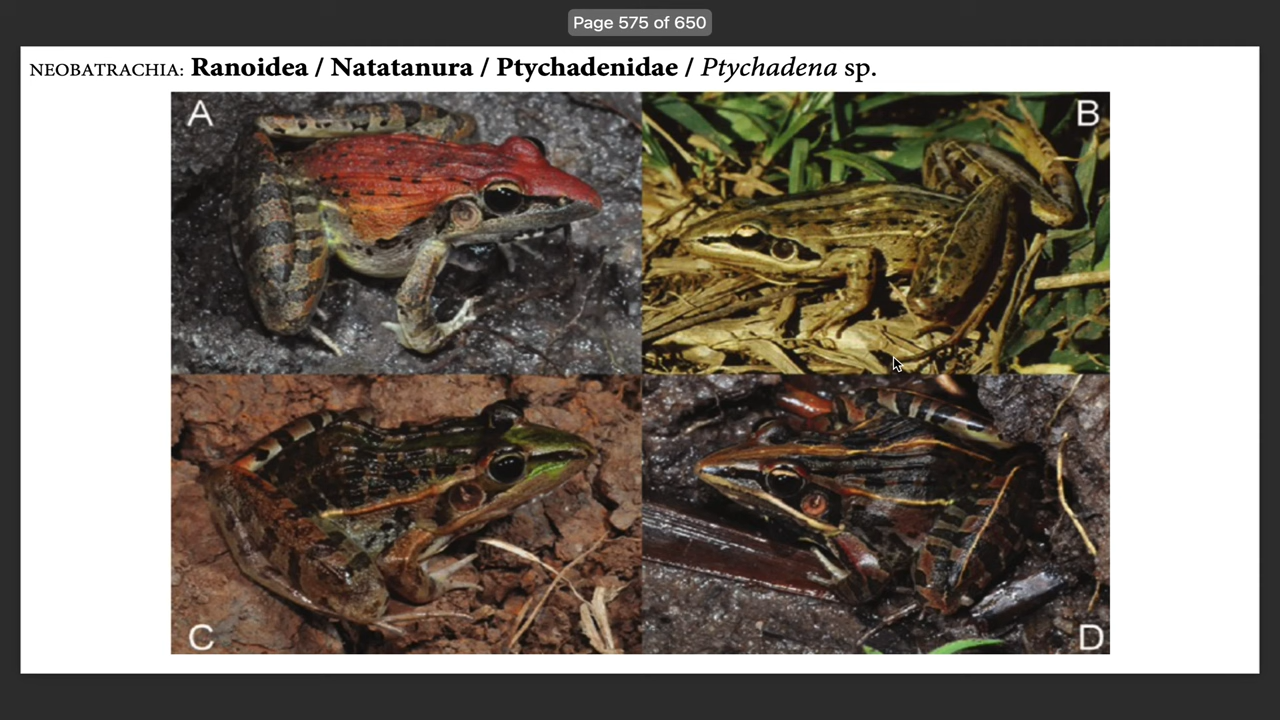 Page 575 of 650
NEOBATRACHIA: Ranoidea / Natatanura / Ptychadenidae / Ptychadena sp.
A
B
C
D